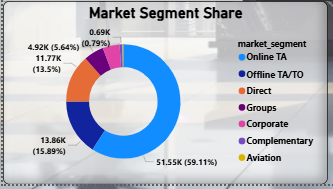 Market Segment Share
0.69K
(0.79%)
4.92K (5.64%)
11.77K
(13.5%)
13.86K
(15.89%)
51.55K (59.11%)
market_segment
Online TA
Offline TA/TO
Direct
Groups
Corporate
Complementary
Aviation